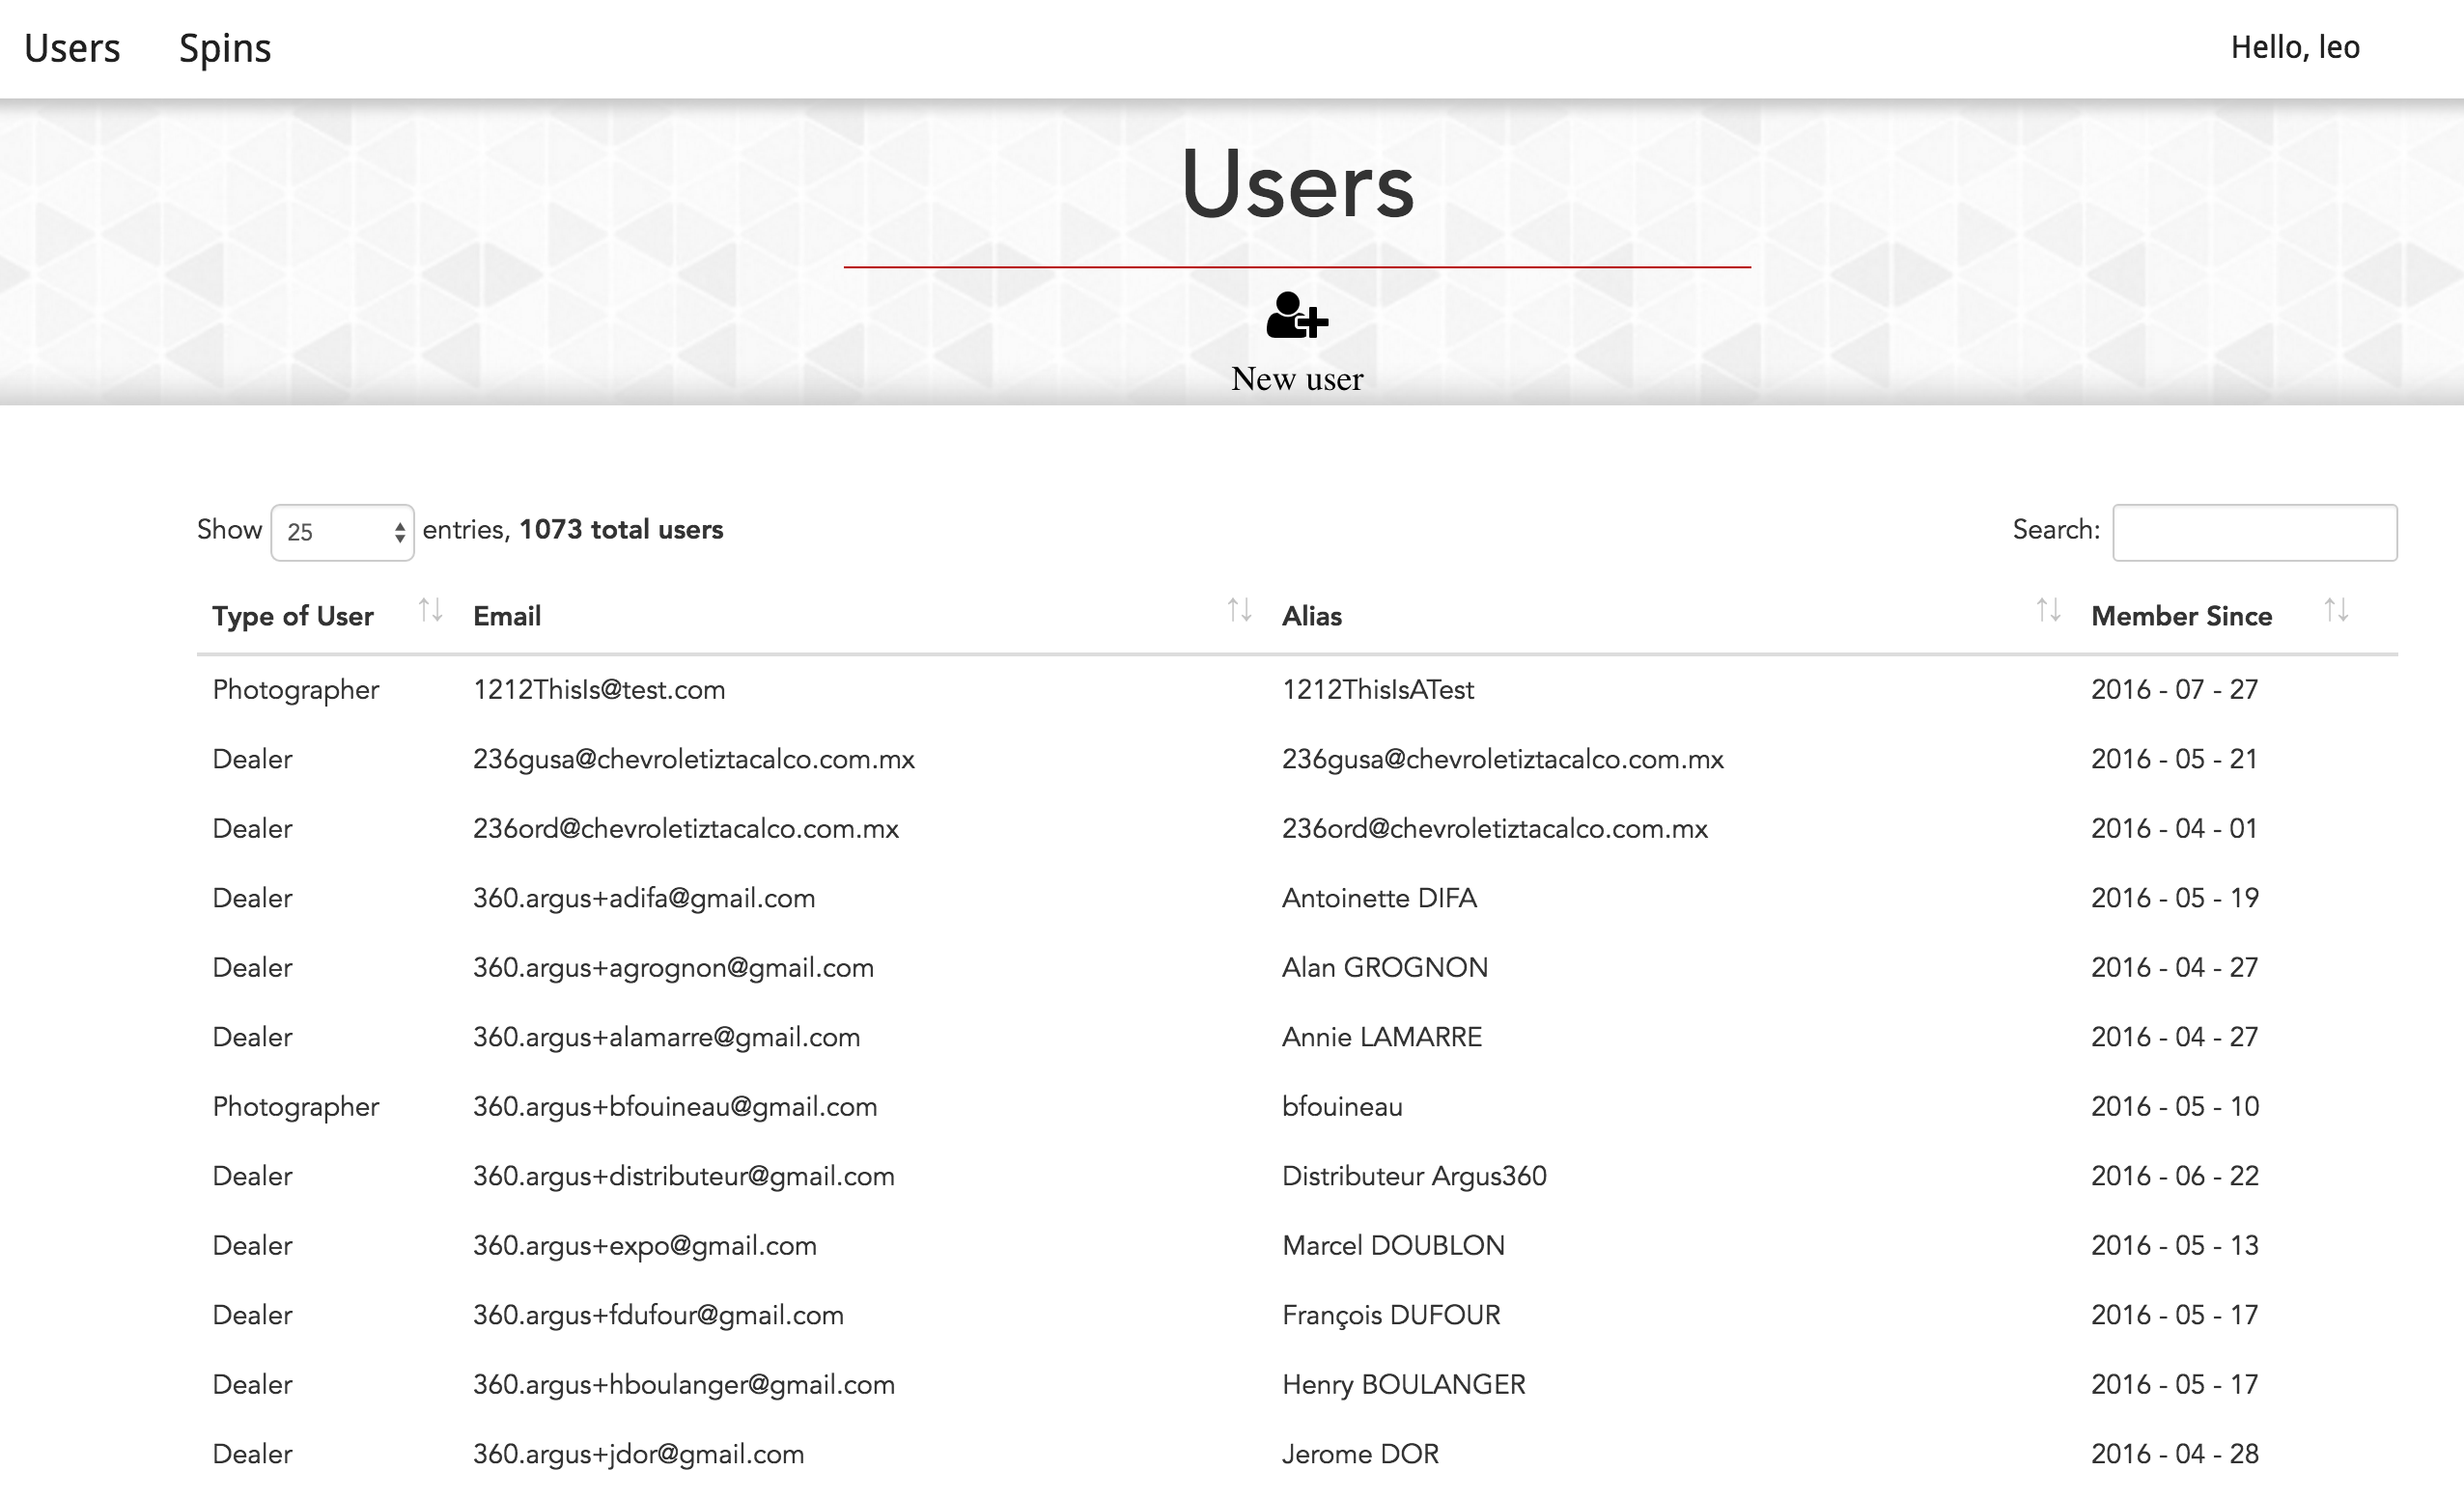 Users Spins Hello, leo
Users
New user
Show 25 entries, 1073 total users Search:
Type of User Email Alias Member Since
Photographer 1212ThisIs@test.com 1212ThisIsATest 2016 - 07 - 27
Dealer 236gusa@chevroletiztacalco.com.mx 236gusa@chevroletiztacalco.com.mx 2016 - 05 - 21
Dealer 236ord@chevroletiztacalco.com.mx 236ord@chevroletiztacalco.com.mx 2016 - 04 - 01
Dealer 360.argus+adifa@gmail.com Antoinette DIFA 2016 - 05 - 19
Dealer 360.argus+agrognon@gmail.com Alan GROGNON 2016 - 04 - 27
Dealer 360.argus+alamarre@gmail.com Annie LAMARRE 2016 - 04 - 27
Photographer 360.argus+bfouineau@gmail.com bfouineau 2016 - 05 - 10
Dealer 360.argus+distributeur@gmail.com Distributeur Argus360 2016 - 06 - 22
Dealer 360.argus+expo@gmail.com Marcel DOUBLON 2016 - 05 - 13
Dealer 360.argus+fdufour@gmail.com François DUFOUR 2016 - 05 - 17
Dealer 360.argus+hboulanger@gmail.com Henry BOULANGER 2016 - 05 - 17
Dealer 360.argus+jdor@gmail.com Jerome DOR 2016 - 04 - 28